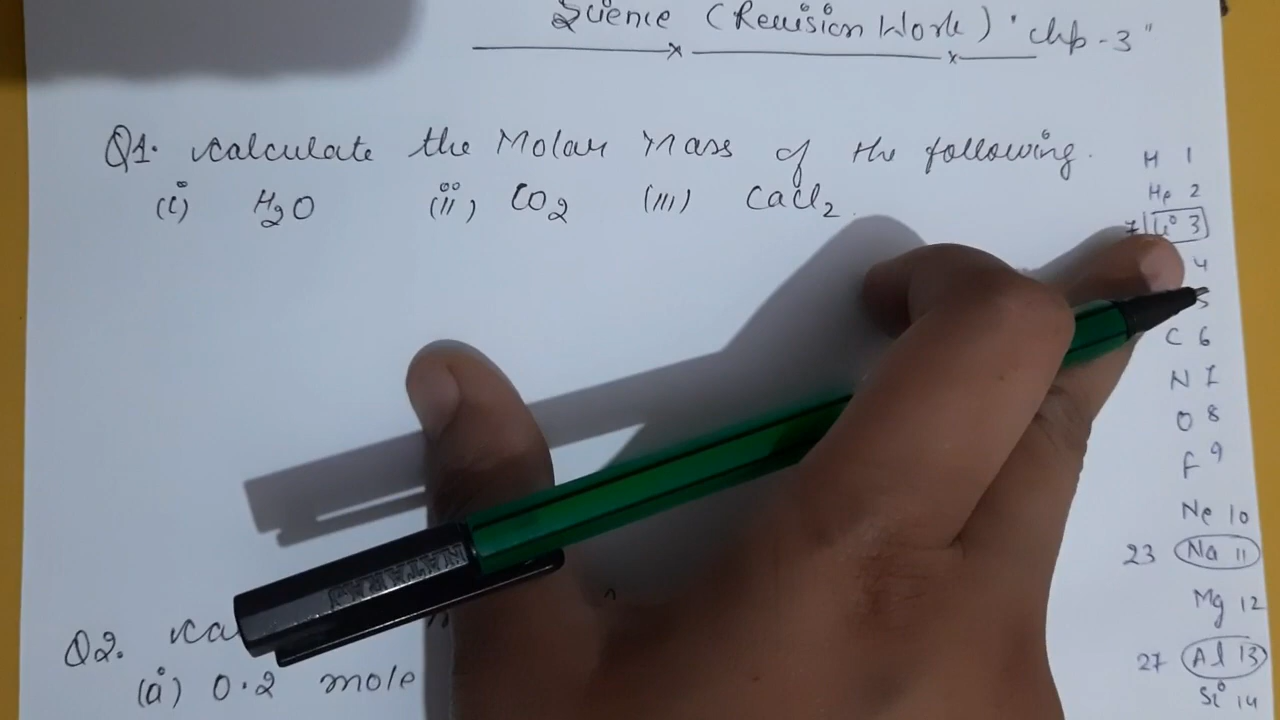 Science (Revision Work) "Chp-3"
Q1. Calculate the Molar Mass of the following.
(i) H₂O (ii) CO₂ (iii) CaCl₂.
H 1
He 2
7 Li 3
4
5
C 6
N 7
O 8
F 9
Ne 10
23 Na 11
Mg 12
27 Al 13
Si 14
Q2.
(a) 0.2 mole